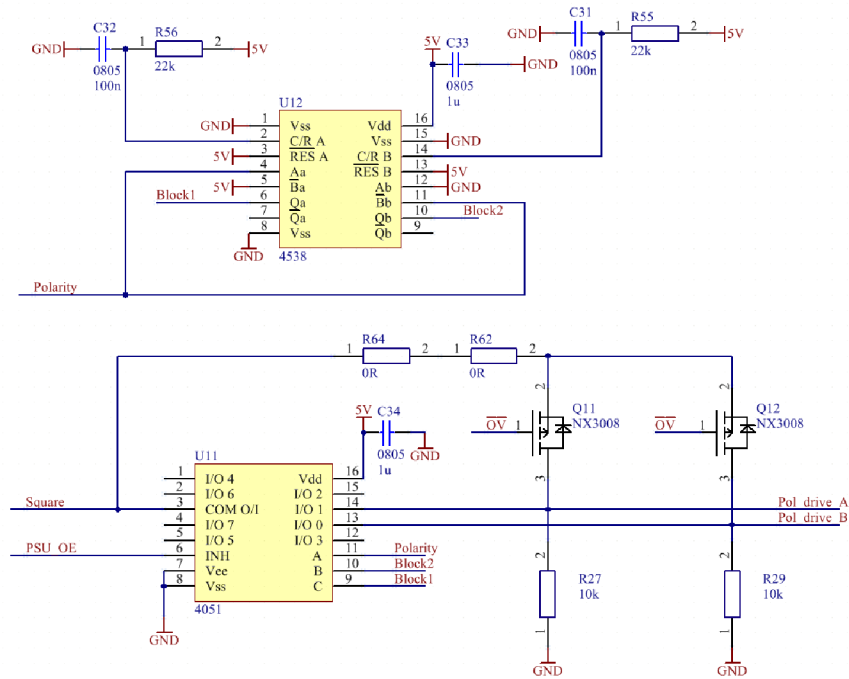 C32 R56
GND 1 2 5V
0805 22k
100n
C31 R55
GND 1 2 5V
0805 22k
100n
5V C33
GND
0805
1u
U12
GND 1 Vss Vdd 16
2 C/R A Vss 15 GND
5V 3 RES A C/R B 14
4 Aa RES B 13 5V
5V 5 Ba Ab 12 GND
Block1 6 Qa Bb 11
7 Qa Qb 10 Block2
8 Vss Qb 9
GND 4538
Polarity
R64 R62
1 2 1 2
0R 0R
2 2
OV 1 Q11 NX3008
OV 1 Q12 NX3008
3 3
5V C34
GND
0805
1u
U11
1 I/O 4 Vdd 16
2 I/O 6 I/O 2 15
Square 3 COM O/I I/O 1 14 Pol_drive_A
4 I/O 7 I/O 0 13 Pol_drive_B
5 I/O 5 I/O 3 12
PSU_OE 6 INH A 11 Polarity
7 Vee B 10 Block2
8 Vss C 9 Block1
4051
GND
2 R27 2 R29
10k 10k
1 1
GND GND